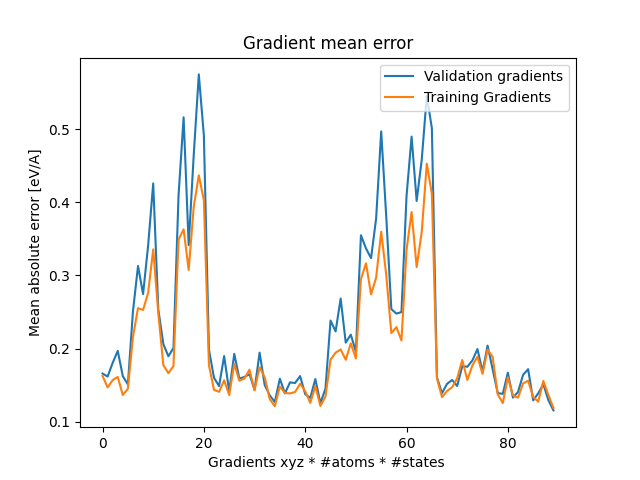 Gradient mean error
Validation gradients
Training Gradients
Mean absolute error [eV/A]
0.5
0.4
0.3
0.2
0.1
0 20 40 60 80
Gradients xyz * #atoms * #states